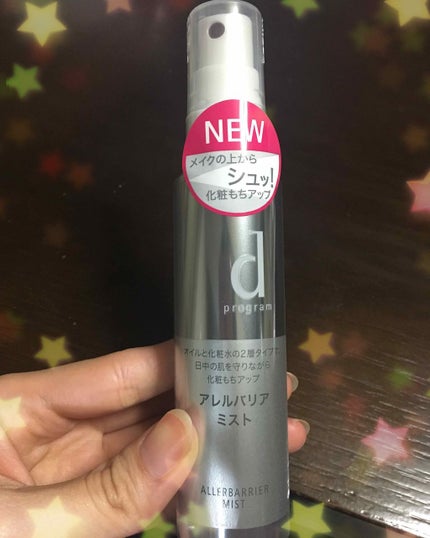 NEW
メイクの上から
シュッ!
化粧もちアップ
d
program
オイルと化粧水の2層タイプで、
日中の肌を守りながら
化粧もちアップ
アレルバリア
ミスト
ALLERBARRIER
MIST